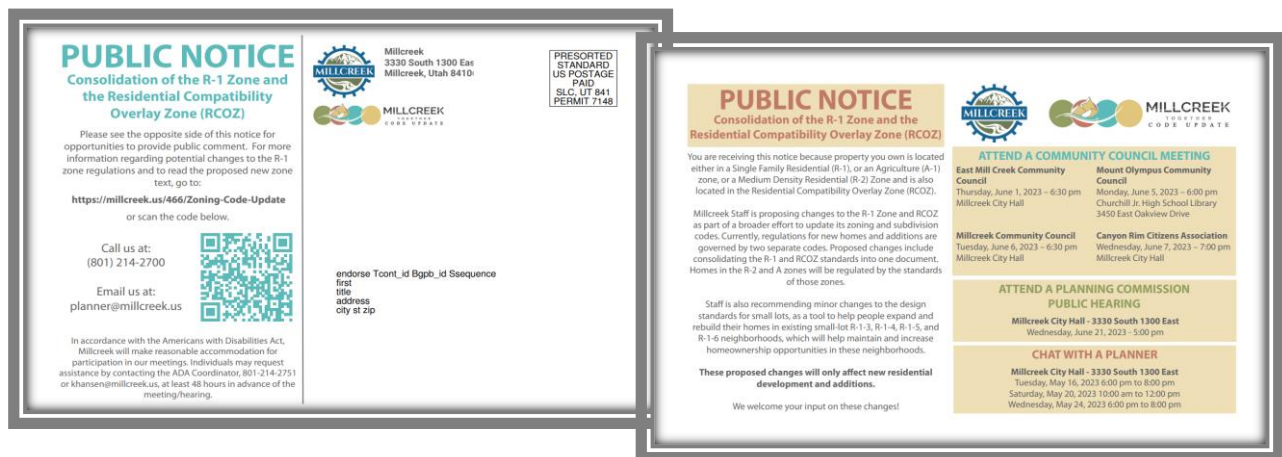 PUBLIC NOTICE
Consolidation of the R-1 Zone and
the Residential Compatibility
Overlay Zone (RCOZ)
Please see the opposite side of this notice for
opportunities to provide public comment. For more
information regarding potential changes to the R-1
zone regulations and to read the proposed new zone
text, go to:
https://millcreek.us/466/Zoning-Code-Update
or scan the code below.
Call us at:
(801) 214-2700
Email us at:
planner@millcreek.us
In accordance with the Americans with Disabilities Act,
Millcreek will make reasonable accommodation for
participation in our meetings. Individuals may request
assistance by contacting the ADA Coordinator, 801-214-2751
or khansen@millcreek.us, at least 48 hours in advance of the
meeting/hearing.
MILLCREEK
Millcreek
3330 South 1300 Eas
Millcreek, Utah 8410
MILLCREEK
TOGETHER
CODE UPDATE
PRESORTED
STANDARD
US POSTAGE
PAID
SLC, UT 841
PERMIT 7148
endorse Tcont_id Bgpb_id Ssequence
first
title
address
city st zip
PUBLIC NOTICE
Consolidation of the R-1 Zone and the
Residential Compatibility Overlay Zone (RCOZ)
You are receiving this notice because property you own is located
either in a Single Family Residential (R-1), or an Agriculture (A-1)
zone, or a Medium Density Residential (R-2) Zone and is also
located in the Residential Compatibility Overlay Zone (RCOZ).
Millcreek Staff is proposing changes to the R-1 Zone and RCOZ
as part of a broader effort to update its zoning and subdivision
codes. Currently, regulations for new homes and additions are
governed by two separate codes. Proposed changes include
consolidating the R-1 and RCOZ standards into one document.
Homes in the R-2 and A zones will be regulated by the standards
of those zones.
Staff is also recommending minor changes to the design
standards for small lots, as a tool to help people expand and
rebuild their homes in existing small-lot R-1-3, R-1-4, R-1-5, and
R-1-6 neighborhoods, which will help maintain and increase
homeownership opportunities in these neighborhoods.
These proposed changes will only affect new residential
development and additions.
We welcome your input on these changes!
MILLCREEK
MILLCREEK
TOGETHER
CODE UPDATE
ATTEND A COMMUNITY COUNCIL MEETING
East Mill Creek Community
Council
Thursday, June 1, 2023 – 6:30 pm
Millcreek City Hall
Mount Olympus Community
Council
Monday, June 5, 2023 – 6:00 pm
Churchill Jr. High School Library
3450 East Oakview Drive
Millcreek Community Council
Tuesday, June 6, 2023 – 6:30 pm
Millcreek City Hall
Canyon Rim Citizens Association
Wednesday, June 7, 2023 – 7:00 pm
Millcreek City Hall
ATTEND A PLANNING COMMISSION
PUBLIC HEARING
Millcreek City Hall - 3330 South 1300 East
Wednesday, June 21, 2023 - 5:00 pm
CHAT WITH A PLANNER
Millcreek City Hall - 3330 South 1300 East
Tuesday, May 16, 2023 6:00 pm to 8:00 pm
Saturday, May 20, 2023 10:00 am to 12:00 pm
Wednesday, May 24, 2023 6:00 pm to 8:00 pm